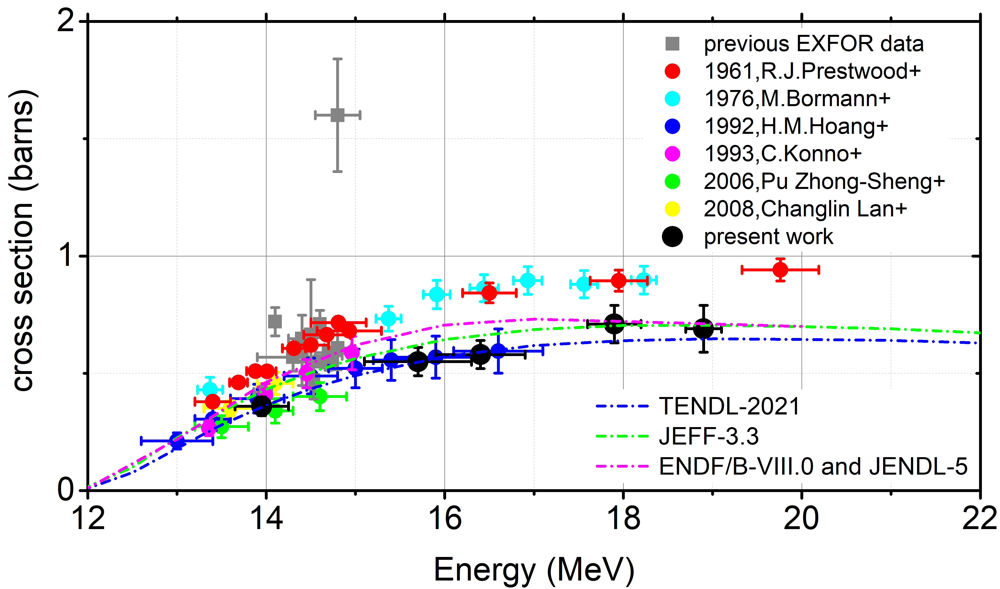 2
1
0
cross section (barns)
previous EXFOR data
1961,R.J.Prestwood+
1976,M.Bormann+
1992,H.M.Hoang+
1993,C.Konno+
2006,Pu Zhong-Sheng+
2008,Changlin Lan+
present work
TENDL-2021
JEFF-3.3
ENDF/B-VIII.0 and JENDL-5
12 14 16 18 20 22
Energy (MeV)